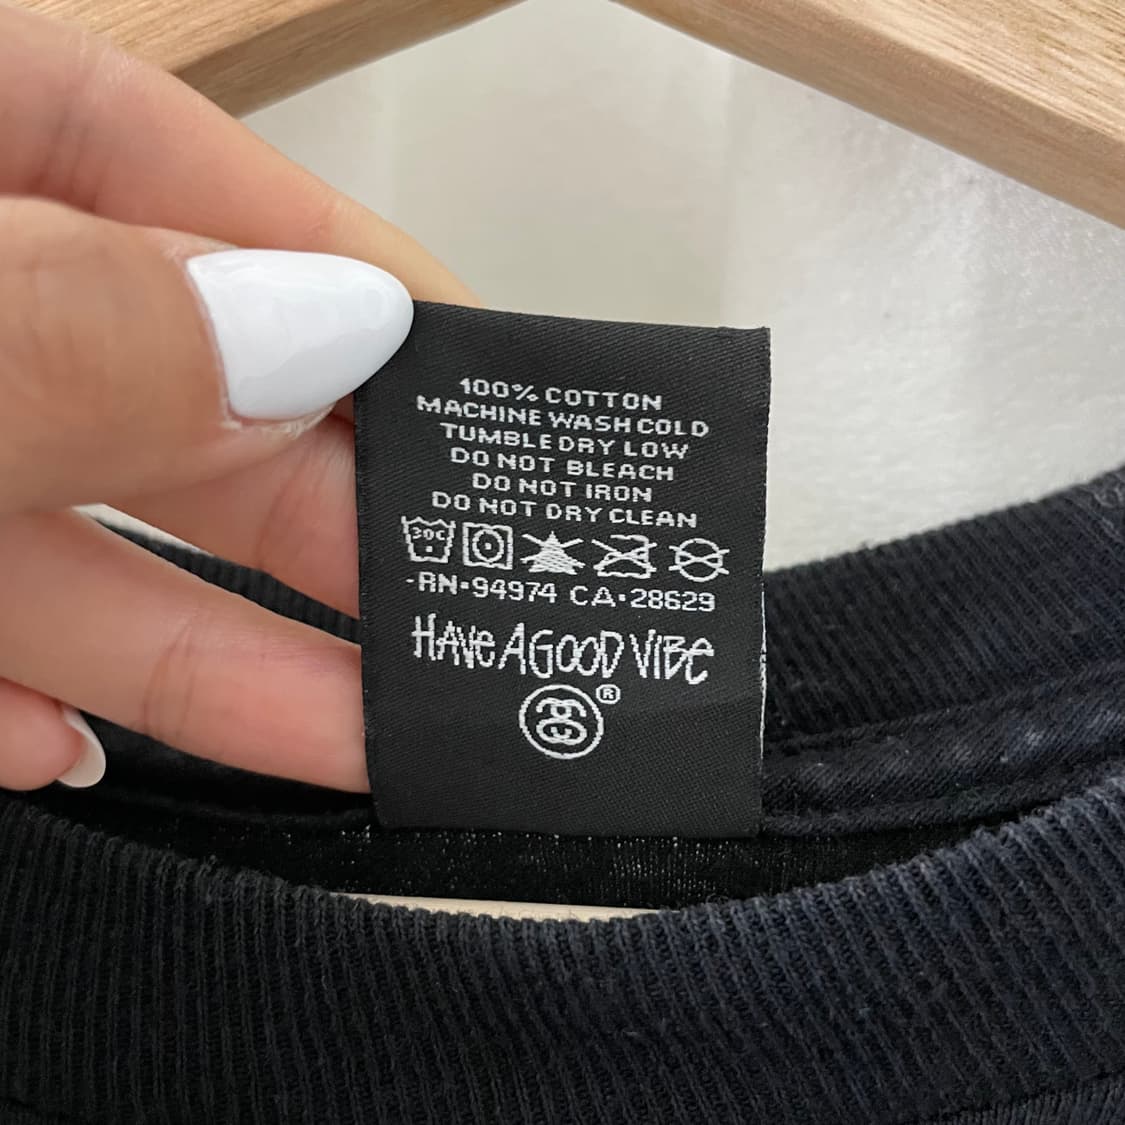 100% COTTON
MACHINE WASH COLD
TUMBLE DRY LOW
DO NOT BLEACH
DO NOT IRON
DO NOT DRY CLEAN
30C
-RN•94974 CA•28629
HAVE A GOOD VIBE
®